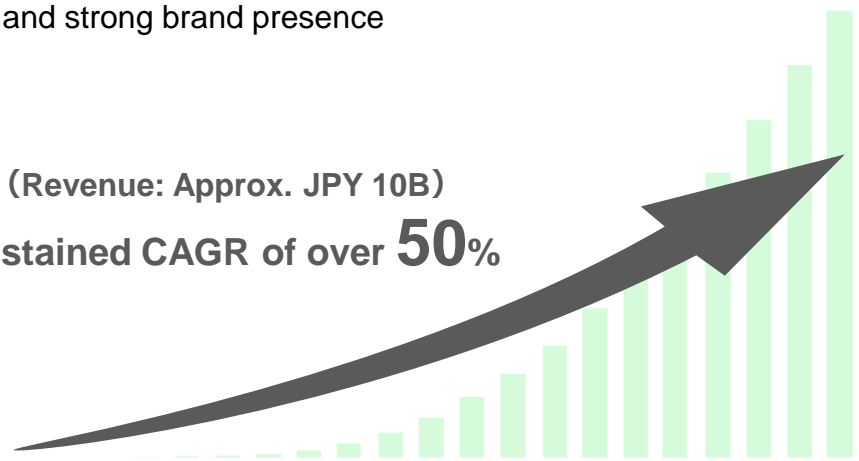 and strong brand presence
（Revenue: Approx. JPY 10B）
stained CAGR of over 50%